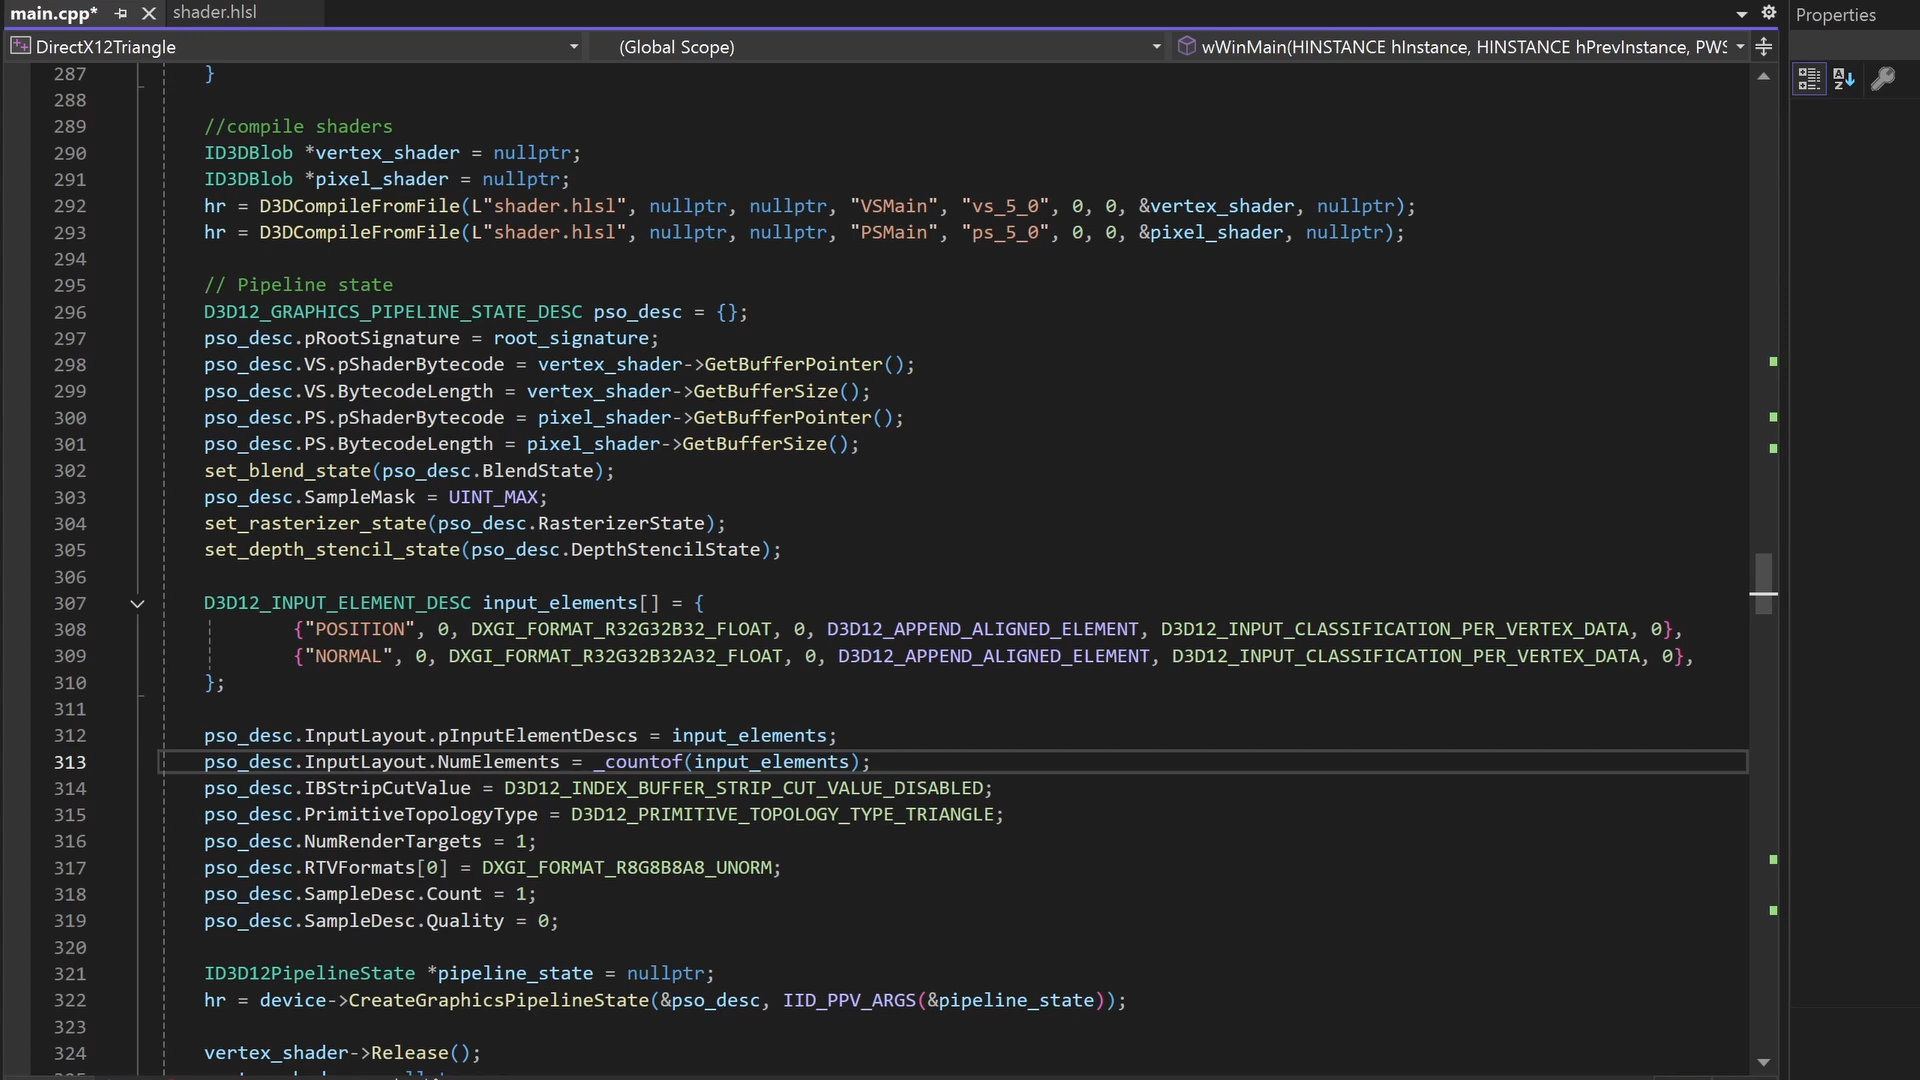 main.cpp*
shader.hlsl
Properties
DirectX12Triangle
(Global Scope)
wWinMain(HINSTANCE hInstance, HINSTANCE hPrevInstance, PWS
287 }
288
289 //compile shaders
290 ID3DBlob *vertex_shader = nullptr;
291 ID3DBlob *pixel_shader = nullptr;
292 hr = D3DCompileFromFile(L"shader.hlsl", nullptr, nullptr, "VSMain", "vs_5_0", 0, 0, &vertex_shader, nullptr);
293 hr = D3DCompileFromFile(L"shader.hlsl", nullptr, nullptr, "PSMain", "ps_5_0", 0, 0, &pixel_shader, nullptr);
294
295 // Pipeline state
296 D3D12_GRAPHICS_PIPELINE_STATE_DESC pso_desc = {};
297 pso_desc.pRootSignature = root_signature;
298 pso_desc.VS.pShaderBytecode = vertex_shader->GetBufferPointer();
299 pso_desc.VS.BytecodeLength = vertex_shader->GetBufferSize();
300 pso_desc.PS.pShaderBytecode = pixel_shader->GetBufferPointer();
301 pso_desc.PS.BytecodeLength = pixel_shader->GetBufferSize();
302 set_blend_state(pso_desc.BlendState);
303 pso_desc.SampleMask = UINT_MAX;
304 set_rasterizer_state(pso_desc.RasterizerState);
305 set_depth_stencil_state(pso_desc.DepthStencilState);
306
307 D3D12_INPUT_ELEMENT_DESC input_elements[] = {
308 {"POSITION", 0, DXGI_FORMAT_R32G32B32_FLOAT, 0, D3D12_APPEND_ALIGNED_ELEMENT, D3D12_INPUT_CLASSIFICATION_PER_VERTEX_DATA, 0},
309 {"NORMAL", 0, DXGI_FORMAT_R32G32B32A32_FLOAT, 0, D3D12_APPEND_ALIGNED_ELEMENT, D3D12_INPUT_CLASSIFICATION_PER_VERTEX_DATA, 0},
310 };
311
312 pso_desc.InputLayout.pInputElementDescs = input_elements;
313 pso_desc.InputLayout.NumElements = _countof(input_elements);
314 pso_desc.IBStripCutValue = D3D12_INDEX_BUFFER_STRIP_CUT_VALUE_DISABLED;
315 pso_desc.PrimitiveTopologyType = D3D12_PRIMITIVE_TOPOLOGY_TYPE_TRIANGLE;
316 pso_desc.NumRenderTargets = 1;
317 pso_desc.RTVFormats[0] = DXGI_FORMAT_R8G8B8A8_UNORM;
318 pso_desc.SampleDesc.Count = 1;
319 pso_desc.SampleDesc.Quality = 0;
320
321 ID3D12PipelineState *pipeline_state = nullptr;
322 hr = device->CreateGraphicsPipelineState(&pso_desc, IID_PPV_ARGS(&pipeline_state));
323
324 vertex_shader->Release();